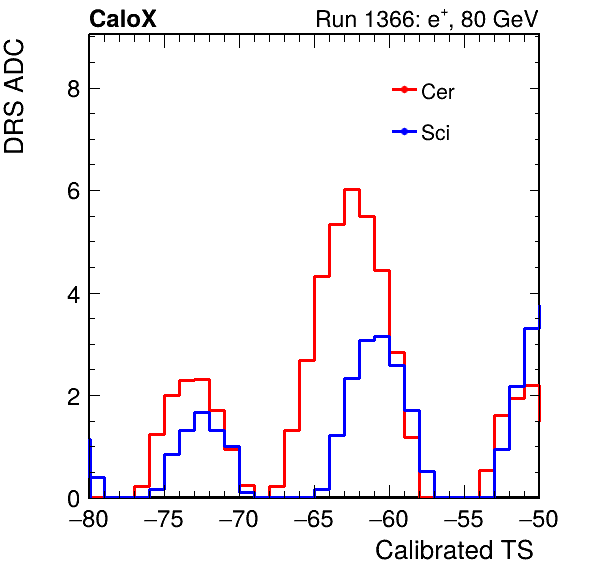 CaloX Run 1366: e⁺, 80 GeV
DRS ADC
8
6
4
2
0
Cer
Sci
−80 −75 −70 −65 −60 −55 −50
Calibrated TS